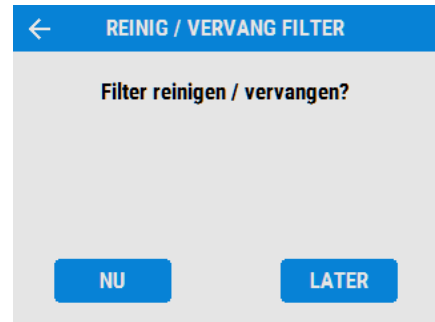 REINIG / VERVANG FILTER
Filter reinigen / vervangen?
NU
LATER